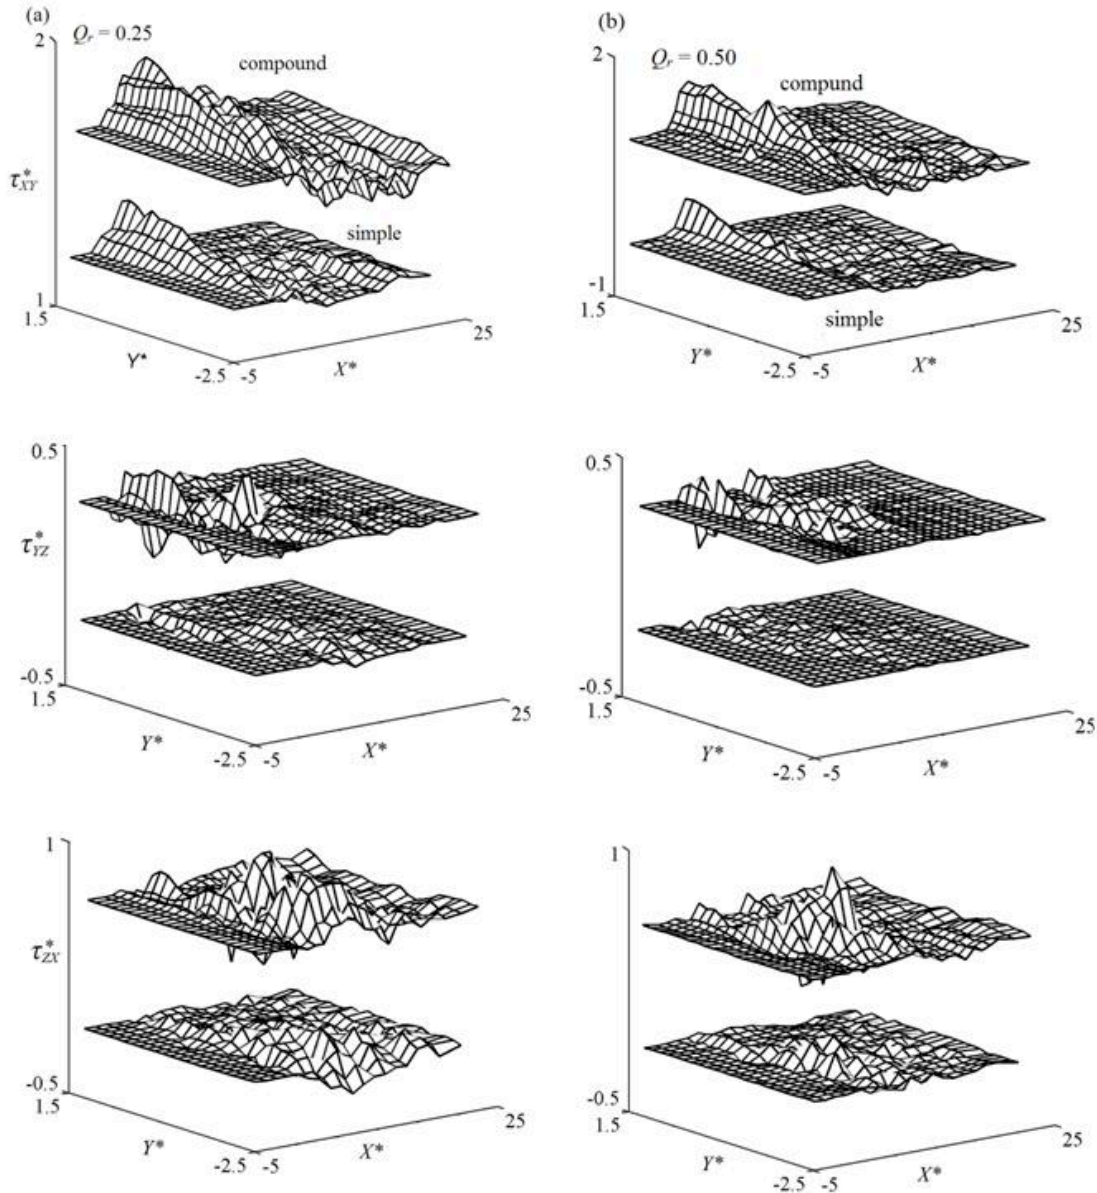 (a)
Q_r = 0.25
2
compound
τ*_XY
simple
1
1.5
25
Y*
X*
-2.5 -5
(b)
Q_r = 0.50
2
compund
-1
1.5
simple
25
Y*
X*
-2.5 -5
0.5
τ*_YZ
-0.5
1.5
25
Y*
X*
-2.5 -5
0.5
-0.5
1.5
25
Y*
X*
-2.5 -5
1
τ*_ZX
-0.5
1.5
25
Y*
X*
-2.5 -5
1
-0.5
1.5
25
Y*
X*
-2.5 -5